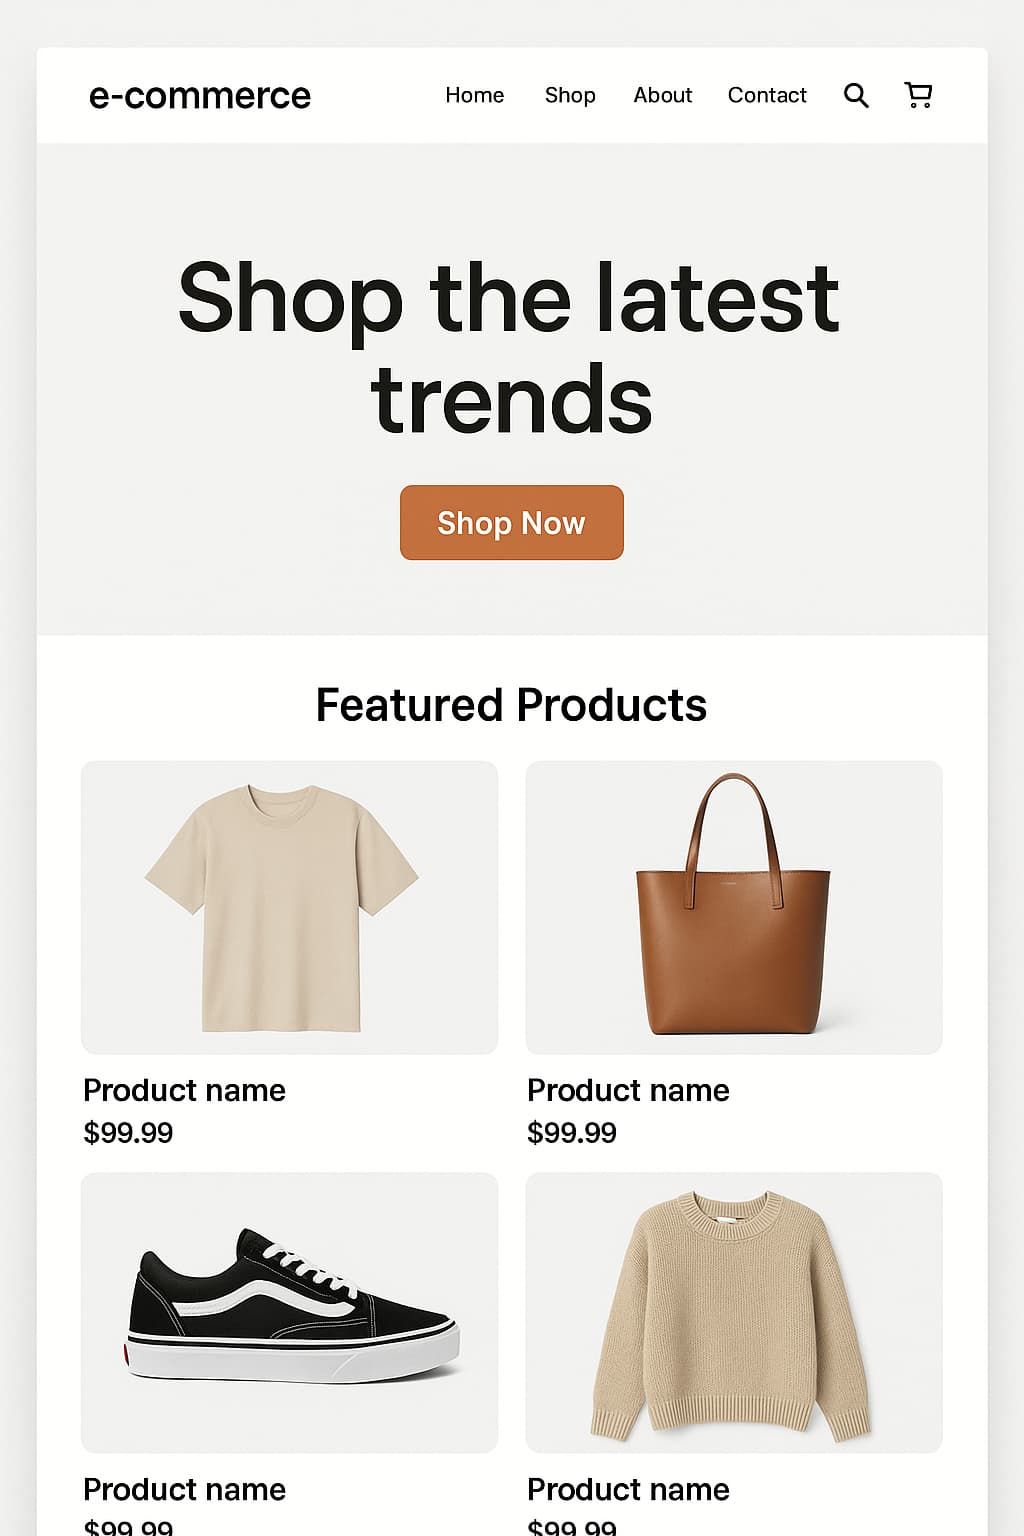 e-commerce
Home Shop About Contact
Shop the latest
trends
Shop Now
Featured Products
Product name
$99.99
Product name
$99.99
Product name
$99.99
Product name
$99.99